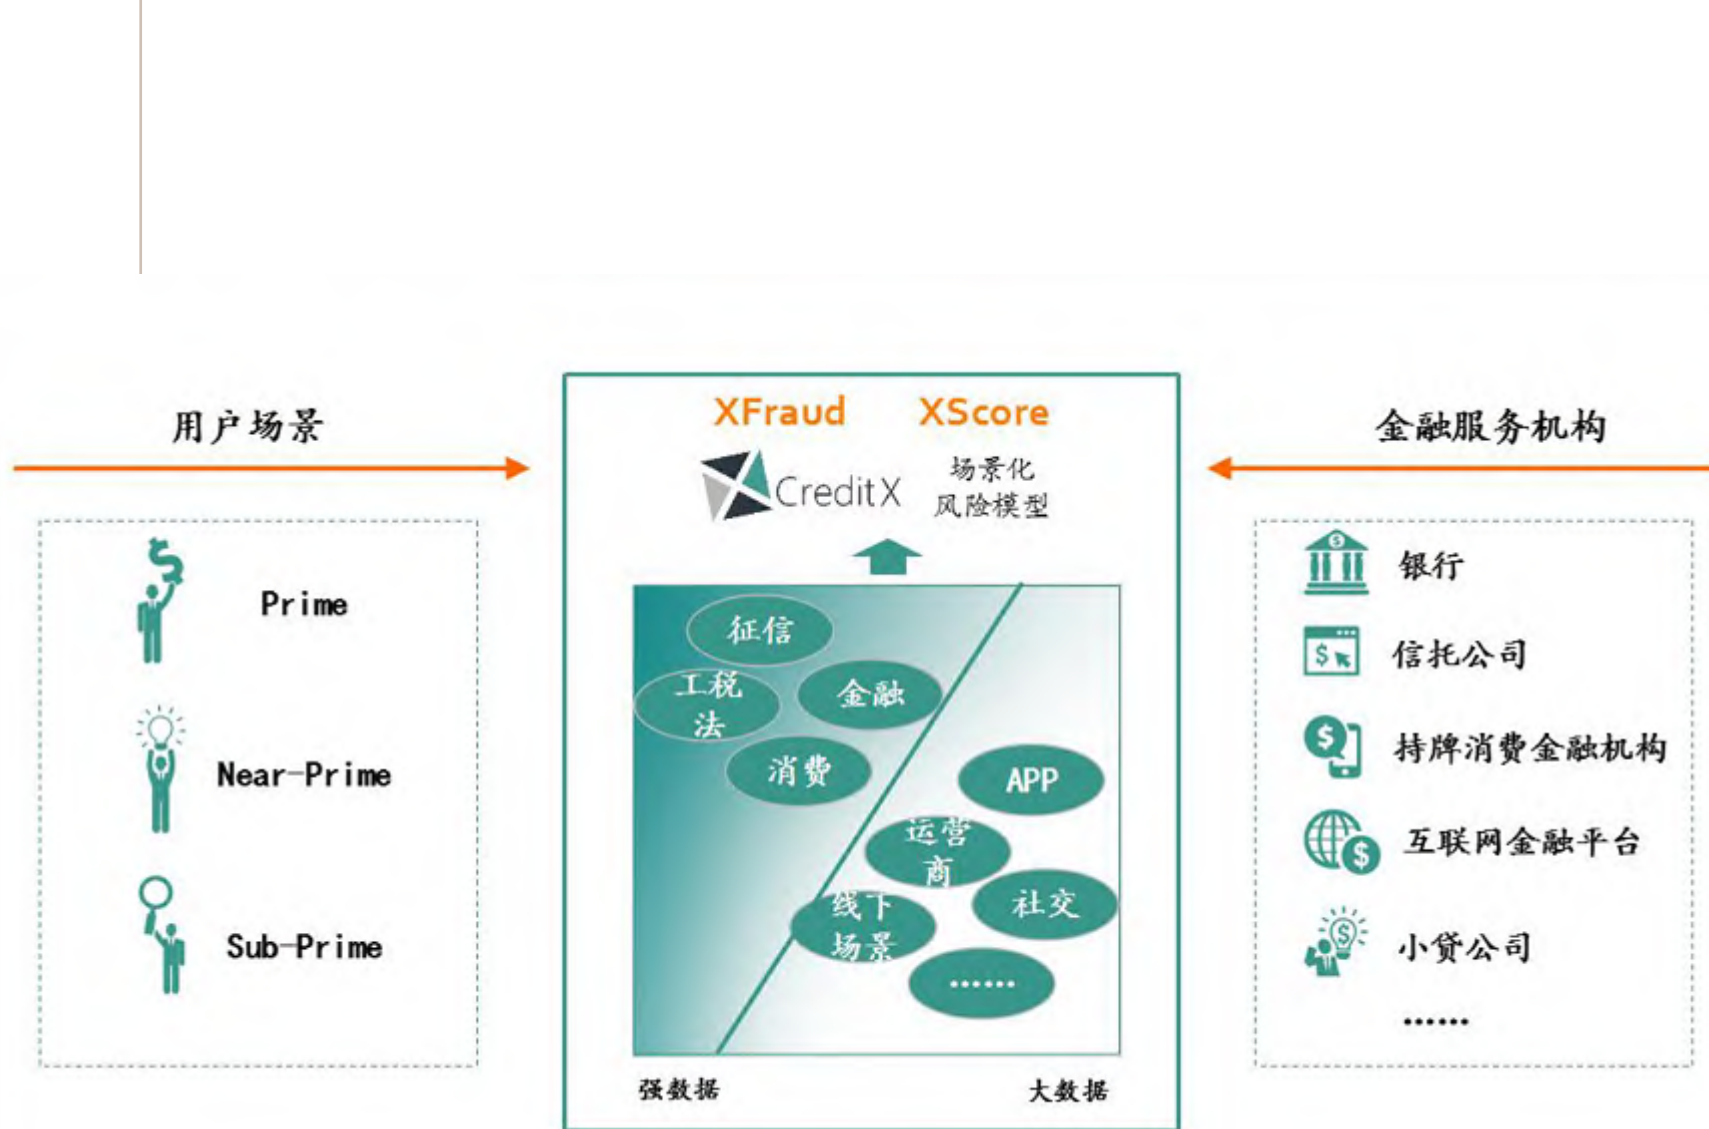 用户场景
Prime
Near-Prime
Sub-Prime
XFraud
XScore
CreditX
场景化
风险模型
征信
工税
法
金融
消费
APP
运营
商
线下
场景
社交
……
强数据
大数据
金融服务机构
银行
信托公司
持牌消费金融机构
互联网金融平台
小贷公司
……